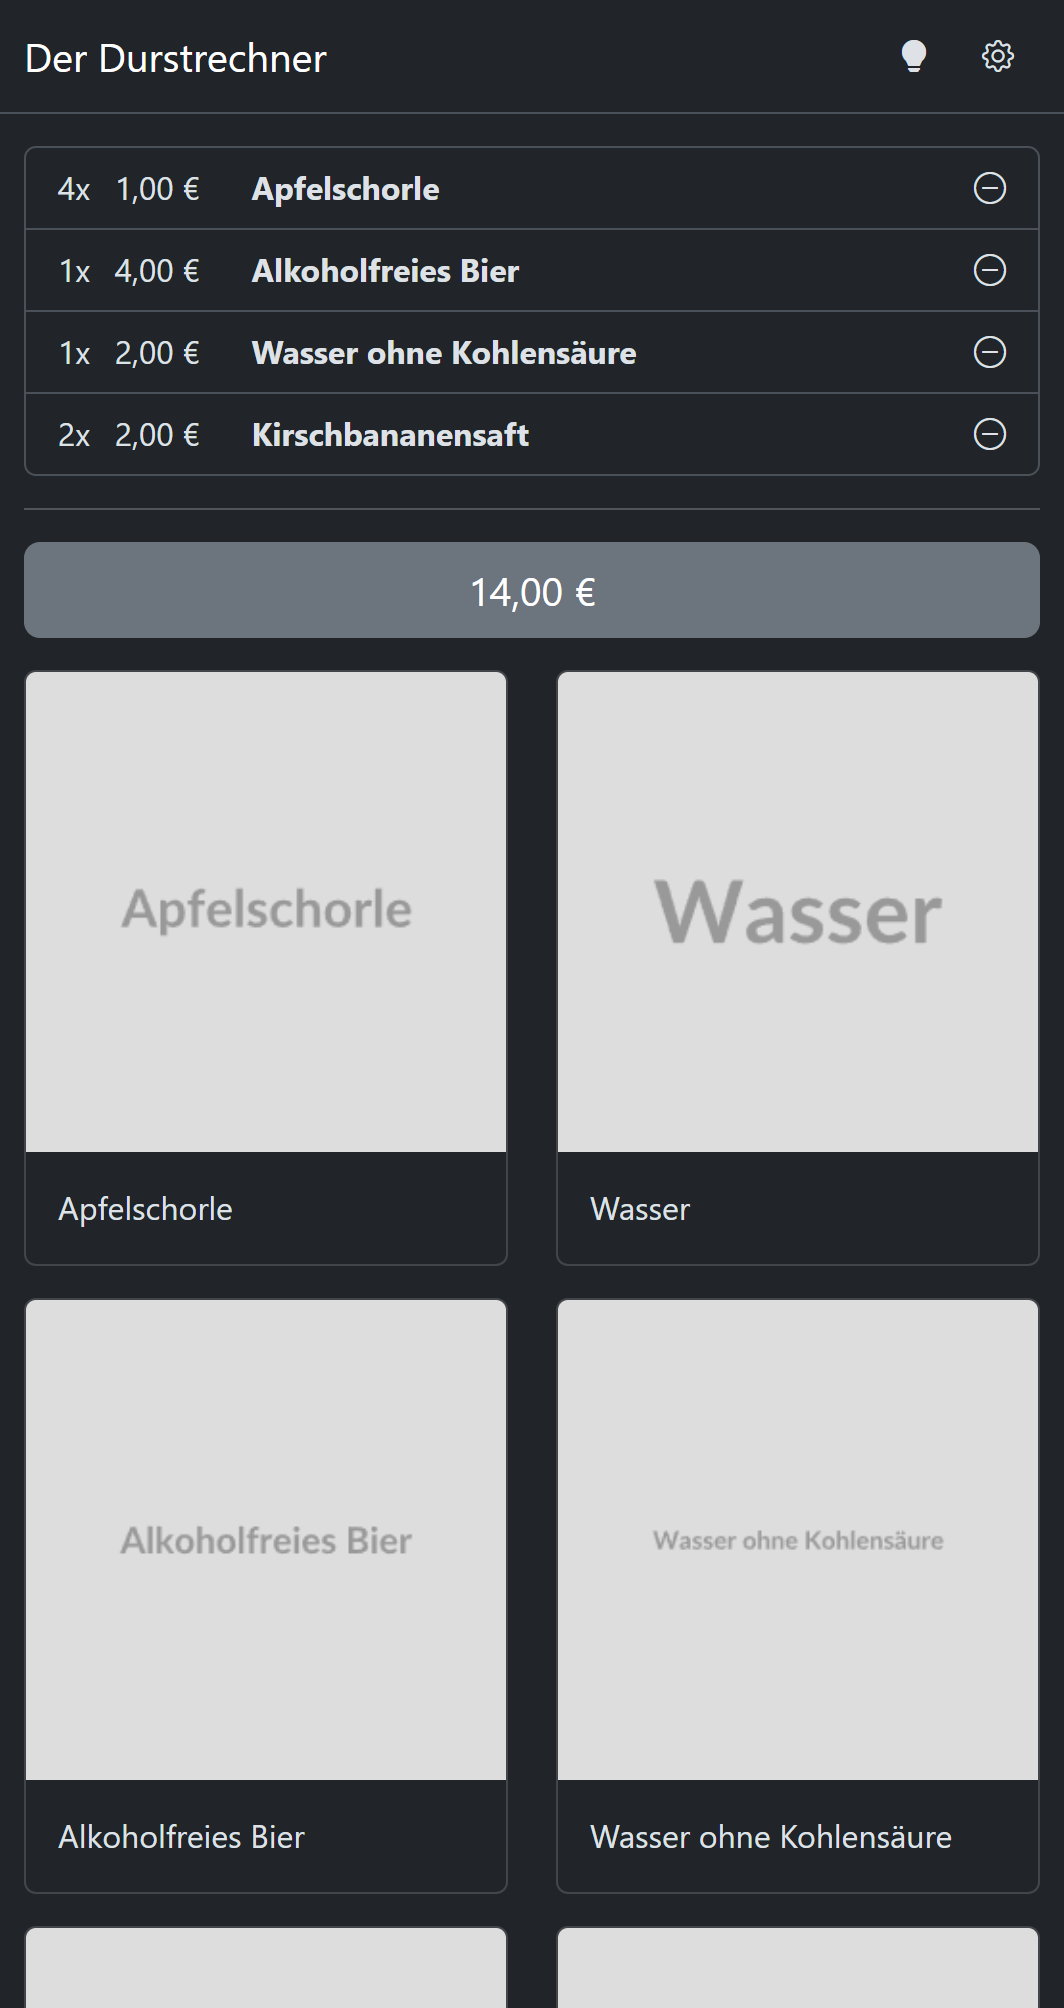 Der Durstrechner
4x 1,00 € Apfelschorle
1x 4,00 € Alkoholfreies Bier
1x 2,00 € Wasser ohne Kohlensäure
2x 2,00 € Kirschbananensaft
14,00 €
Apfelschorle
Wasser
Apfelschorle
Wasser
Alkoholfreies Bier
Wasser ohne Kohlensäure
Alkoholfreies Bier
Wasser ohne Kohlensäure